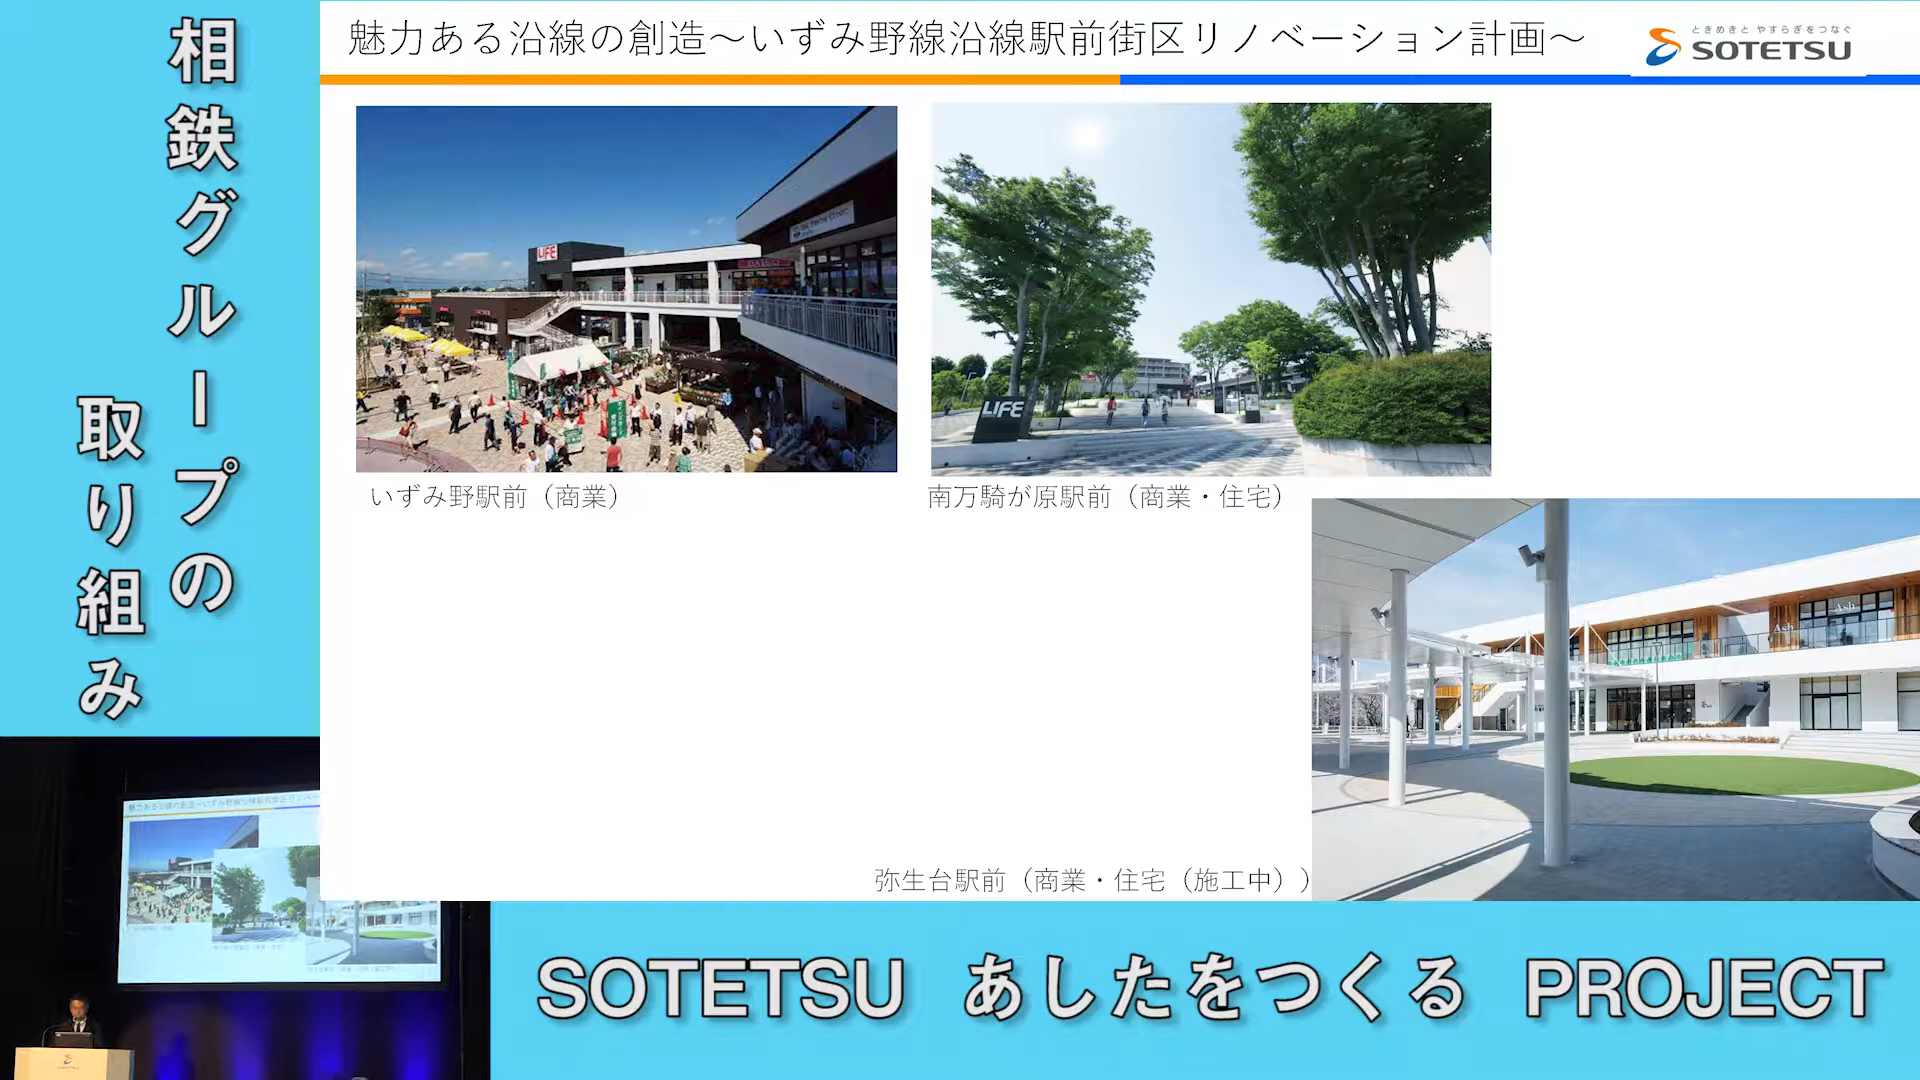 相鉄グループの
取り組み
魅力ある沿線の創造～いずみ野線沿線駅前街区リノベーション計画～
ときめきと やすらぎをつなぐ
SOTETSU
LIFE
LIFE
いずみ野駅前（商業）
南万騎が原駅前（商業・住宅）
Ash
Ash
弥生台駅前（商業・住宅（施工中））
SOTETSU あしたをつくる PROJECT